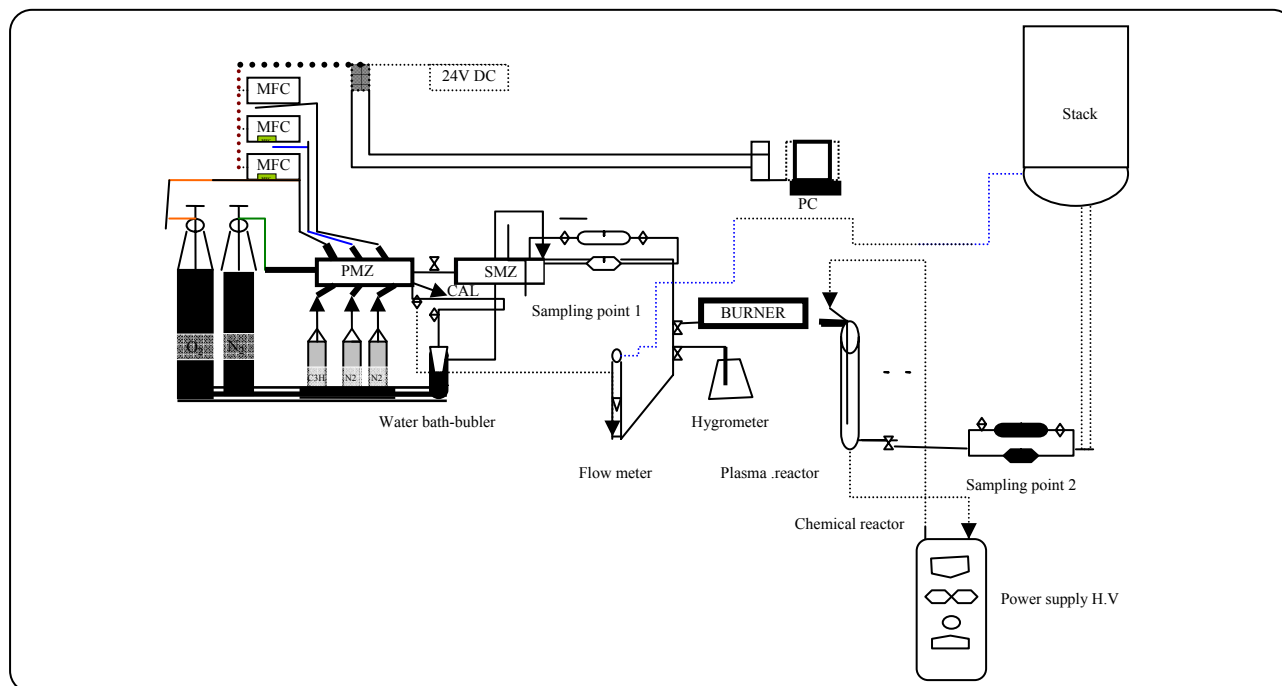 24V DC
MFC
MFC
MFC
Stack
PC
PMZ
SMZ
CAL
Sampling point 1
BURNER
O2
N2
C3H
N2
N2
Water bath-bubler
Hygrometer
Flow meter
Plasma .reactor
Sampling point 2
Chemical reactor
Power supply H.V